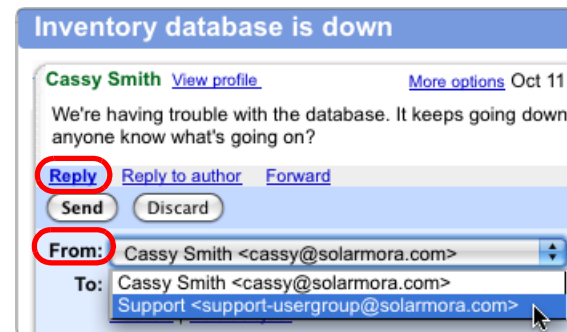 Inventory database is down
Cassy Smith View profile More options Oct 11
We're having trouble with the database. It keeps going down
anyone know what's going on?
Reply Reply to author Forward
Send Discard
From: Cassy Smith <cassy@solarmora.com>
To: Cassy Smith <cassy@solarmora.com>
Support <support-usergroup@solarmora.com>